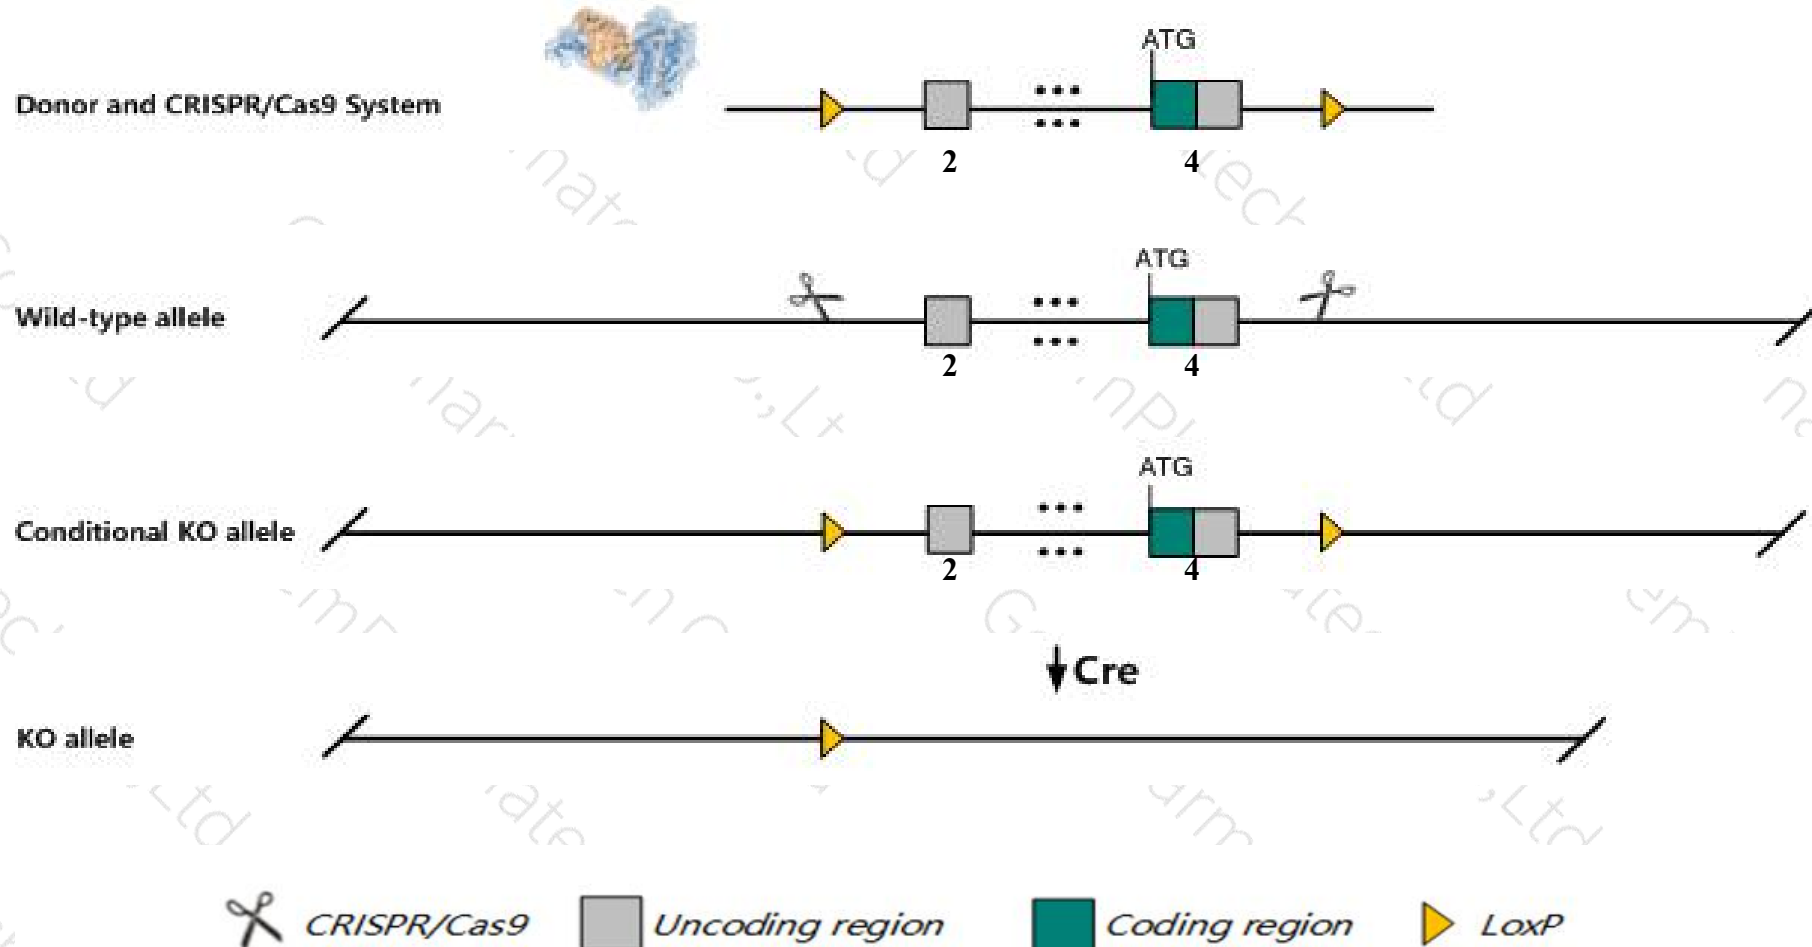 ATG
Donor and CRISPR/Cas9 System
2 4
ATG
Wild-type allele
2 4
ATG
Conditional KO allele
2 4
Cre
KO allele
CRISPR/Cas9 Uncoding region Coding region LoxP